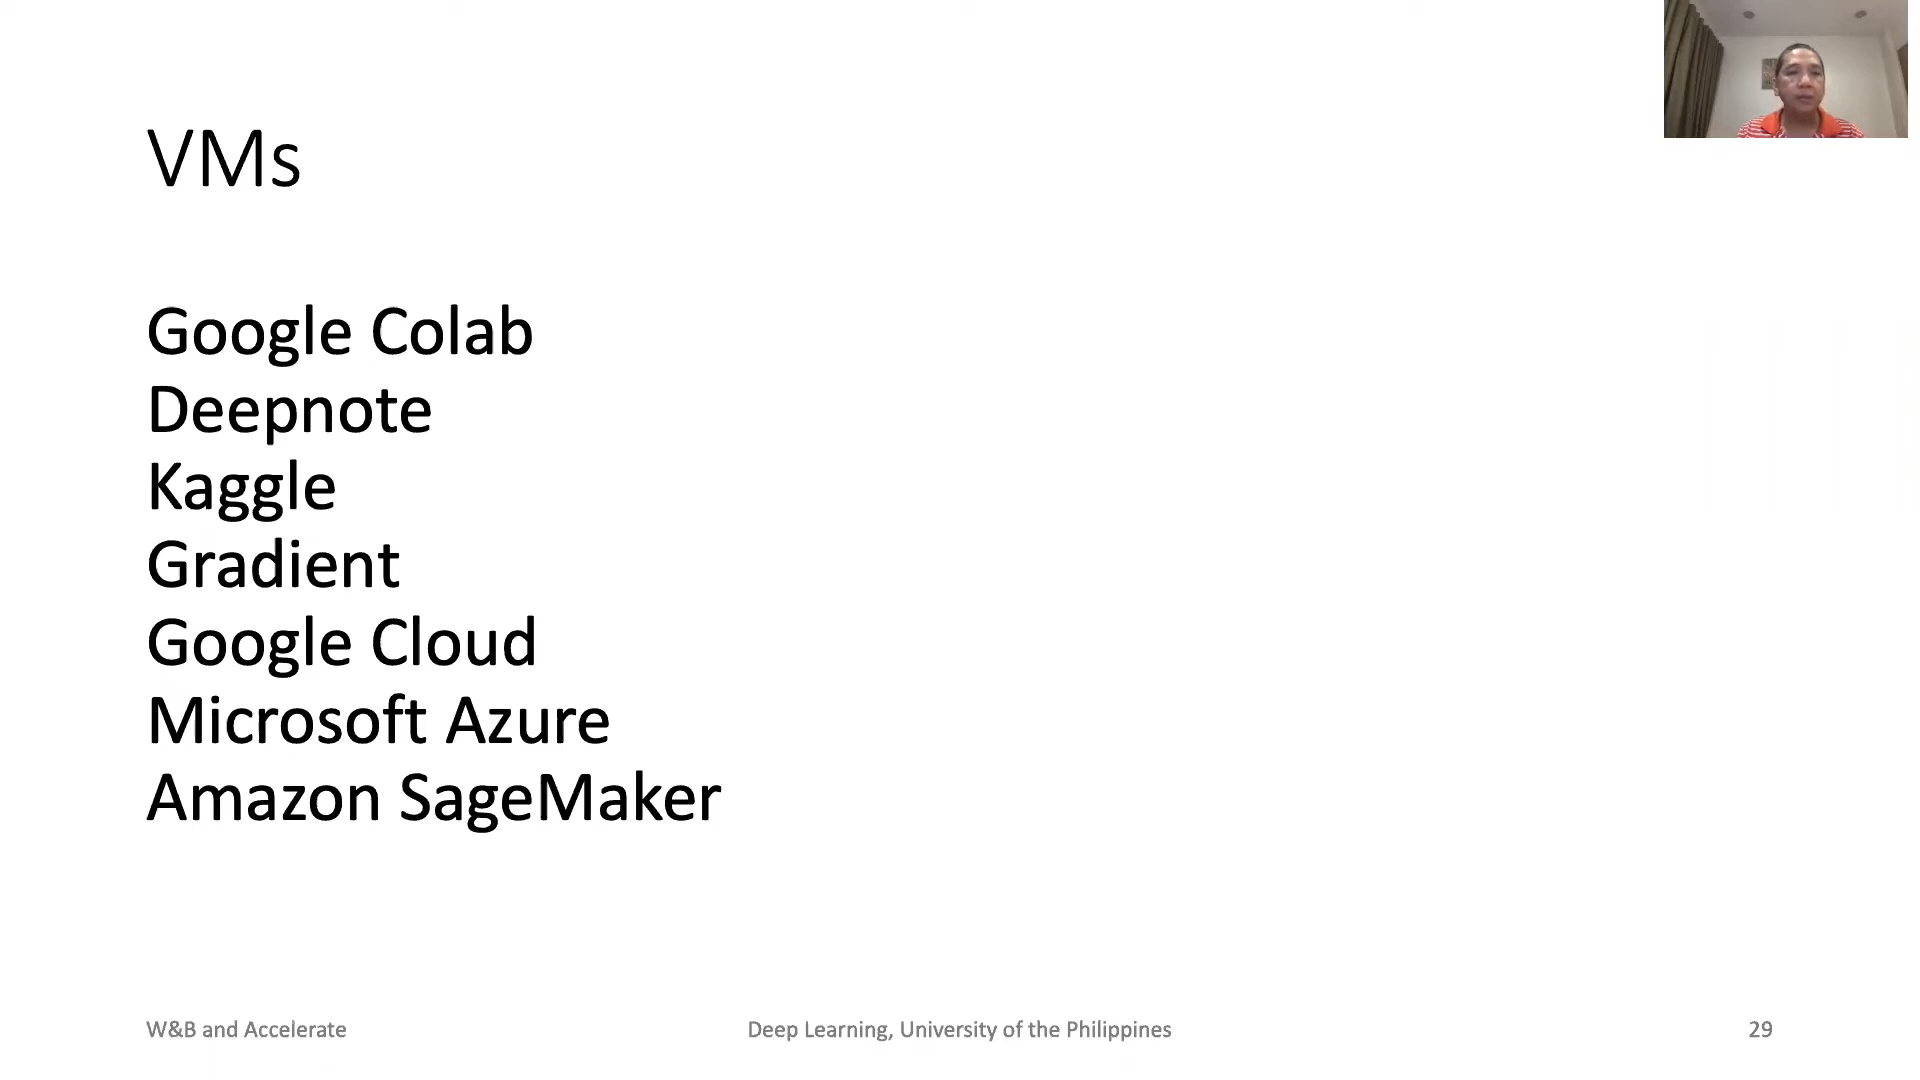 VMs
Google Colab
Deepnote
Kaggle
Gradient
Google Cloud
Microsoft Azure
Amazon SageMaker
W&B and Accelerate
Deep Learning, University of the Philippines
29